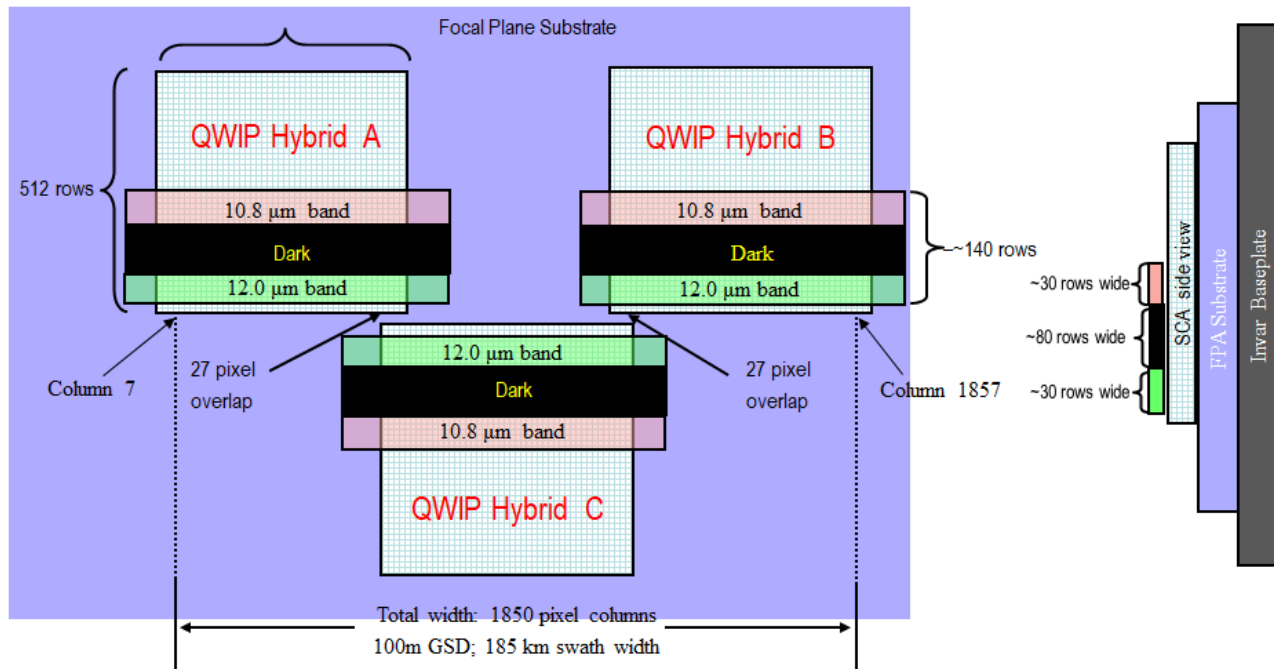 Focal Plane Substrate
QWIP Hybrid A
QWIP Hybrid B
512 rows
10.8 µm band
Dark
12.0 µm band
10.8 µm band
Dark
12.0 µm band
~140 rows
Column 7
27 pixel
overlap
12.0 µm band
Dark
10.8 µm band
QWIP Hybrid C
27 pixel
overlap
Column 1857
Total width: 1850 pixel columns
100m GSD; 185 km swath width
~30 rows wide
~80 rows wide
~30 rows wide
SCA side view
FPA Substrate
Invar Baseplate